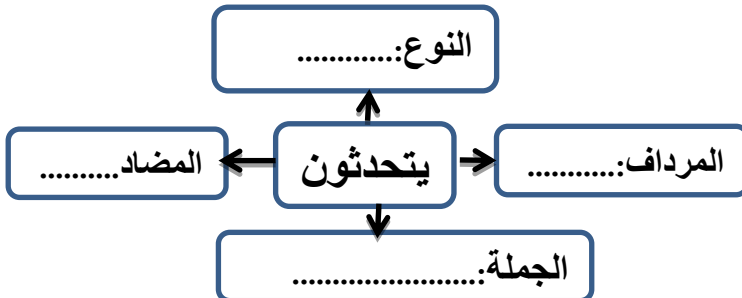 النوع:.............
المرداف:............
يتحدثون
المضاد...........
الجملة:........................